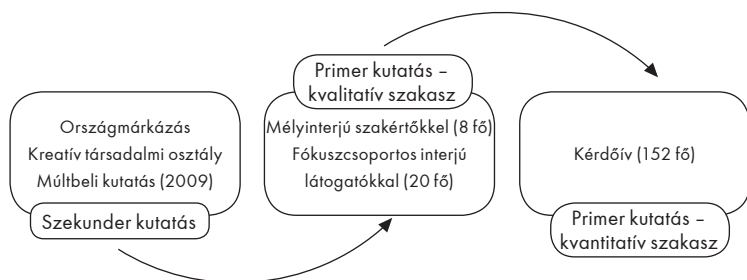 Országmárkázás
Kreatív társadalmi osztály
Múltbeli kutatás (2009)
Szekunder kutatás
Primer kutatás –
kvalitatív szakasz
Mélyinterjú szakértőkkel (8 fő)
Fókuszcsoportos interjú
látogatókkal (20 fő)
Kérdőív (152 fő)
Primer kutatás –
kvantitatív szakasz